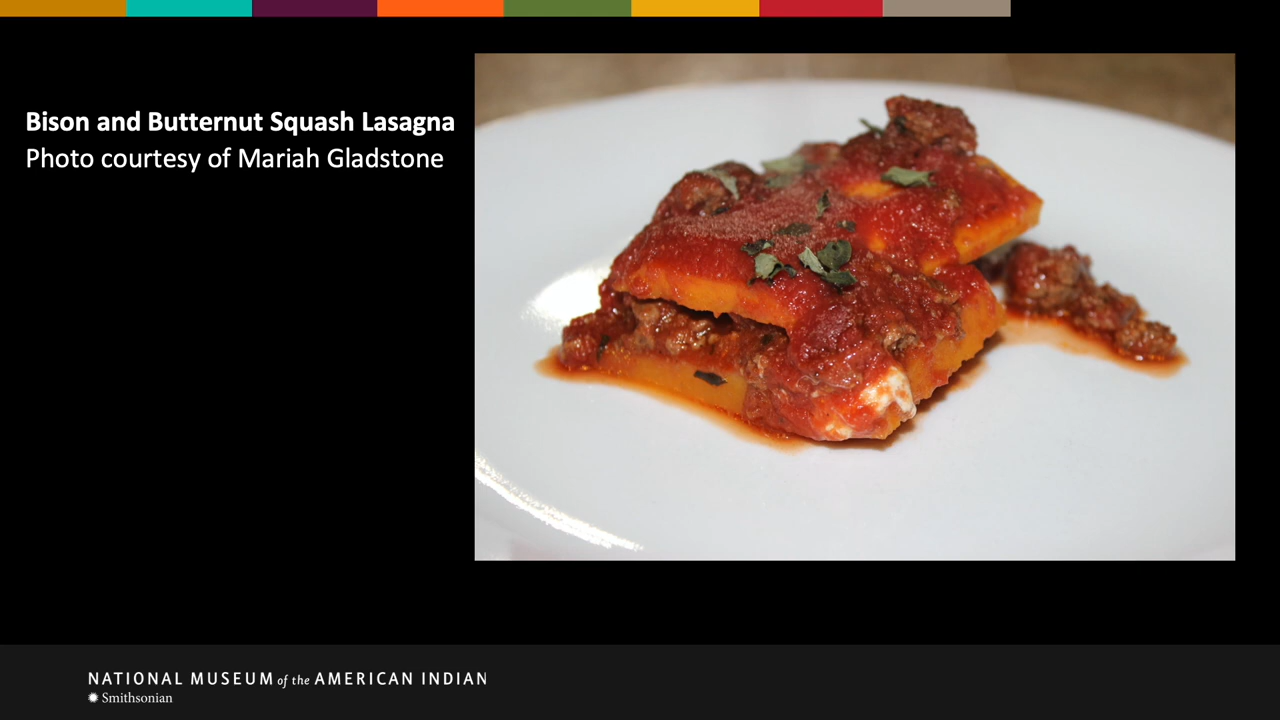 Bison and Butternut Squash Lasagna
Photo courtesy of Mariah Gladstone
NATIONAL MUSEUM of the AMERICAN INDIAN
Smithsonian